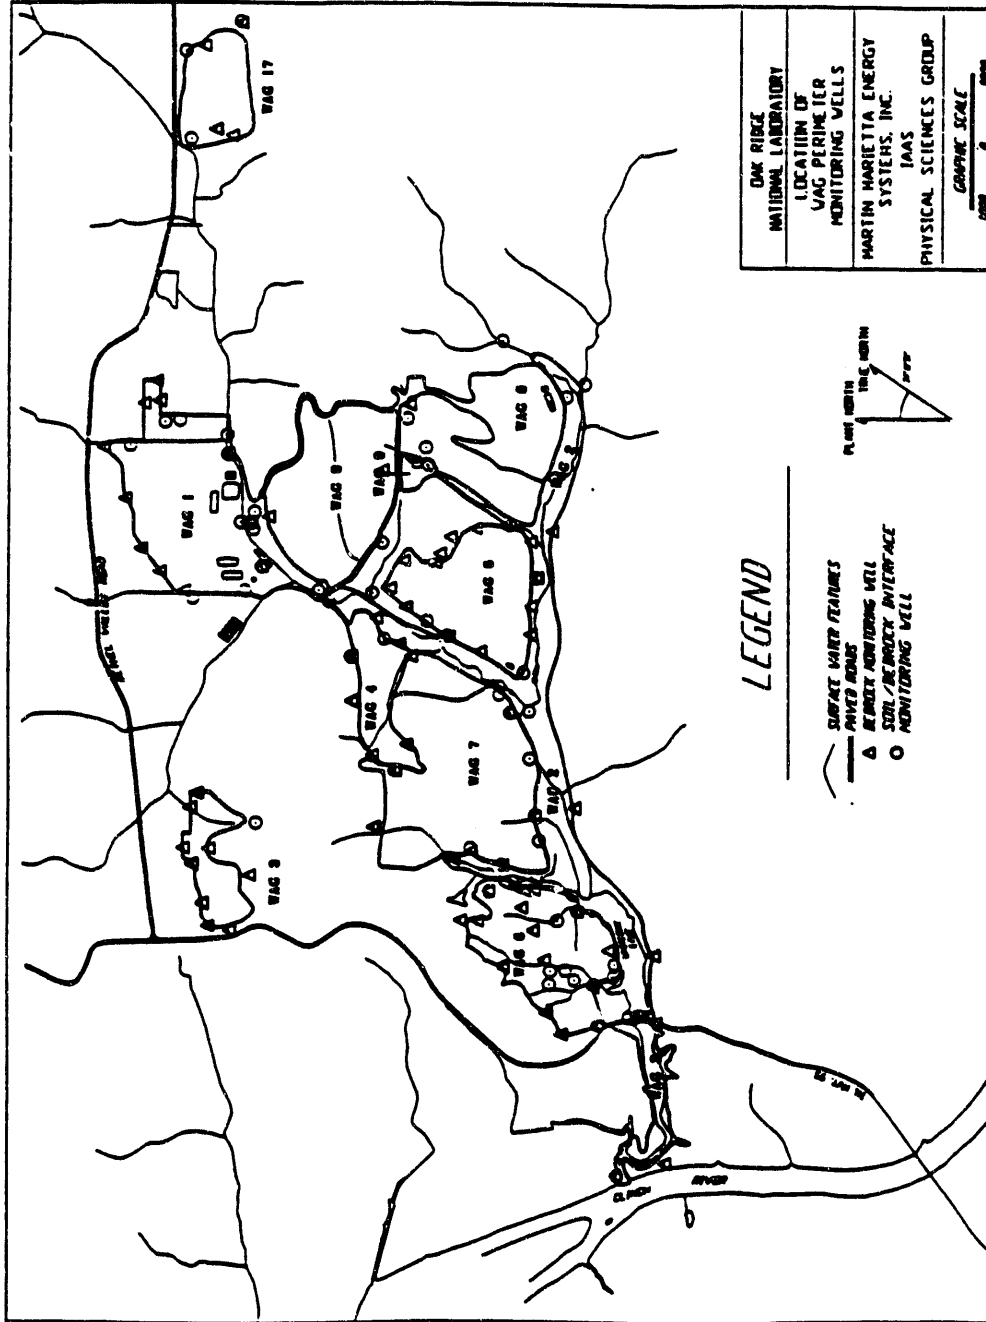 OAK RIDGE
NATIONAL LABORATORY
LOCATION OF
WAG PERIMETER
MONITORING WELLS
MARTIN MARIETTA ENERGY
SYSTEMS, INC.
IAAS
PHYSICAL SCIENCES GROUP
GRAPHIC SCALE
PLANT NORTH
TRUE NORTH
LEGEND
SURFACE WATER FEATURES
PAVED ROADS
BEDROCK MONITORING WELL
SOIL/BEDROCK INTERFACE
MONITORING WELL
WAG 17
WAG 1
WAG 3
WAG 4
WAG 7
WAG 5
WAG 9
WAG 8
WAG 2
WAG 2
WAG 6
CLINCH
RIVER